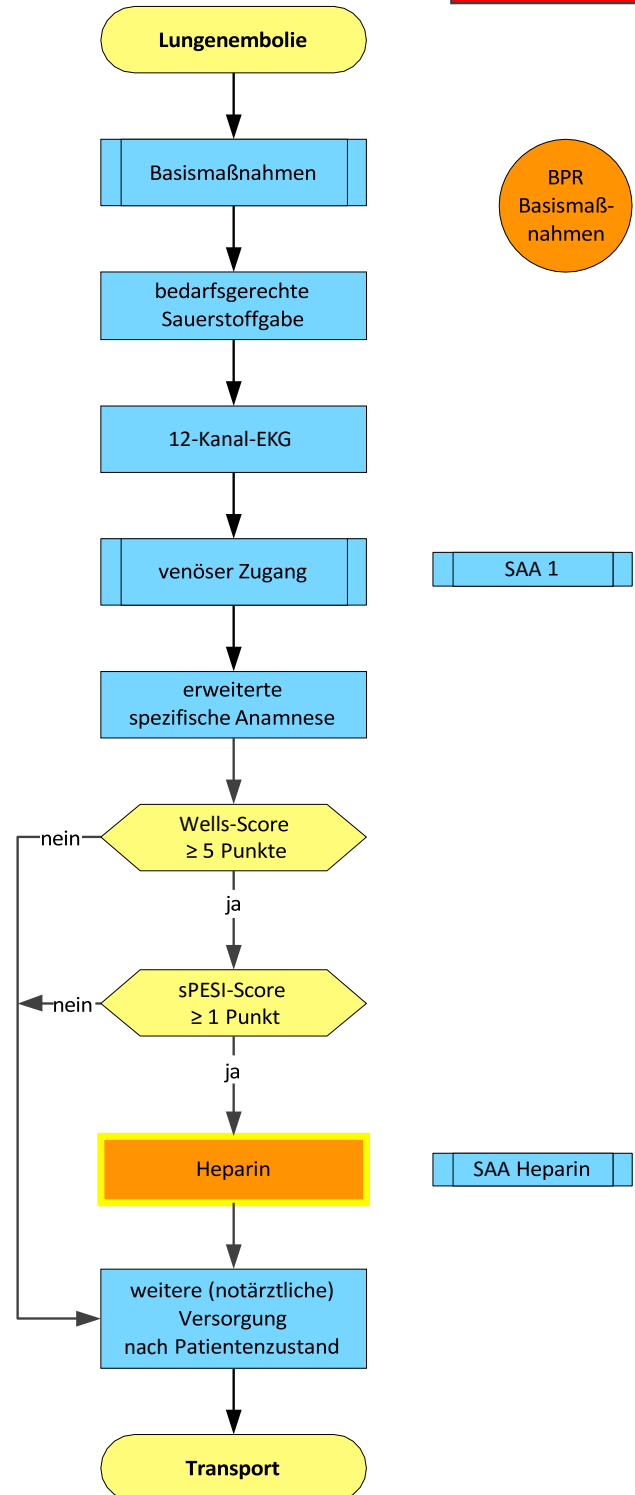 Lungenembolie
Basismaßnahmen
BPR
Basismaß-
nahmen
bedarfsgerechte
Sauerstoffgabe
12-Kanal-EKG
venöser Zugang
SAA 1
erweiterte
spezifische Anamnese
Wells-Score
≥ 5 Punkte
nein
ja
sPESI-Score
≥ 1 Punkt
nein
ja
Heparin
SAA Heparin
weitere (notärztliche)
Versorgung
nach Patientenzustand
Transport